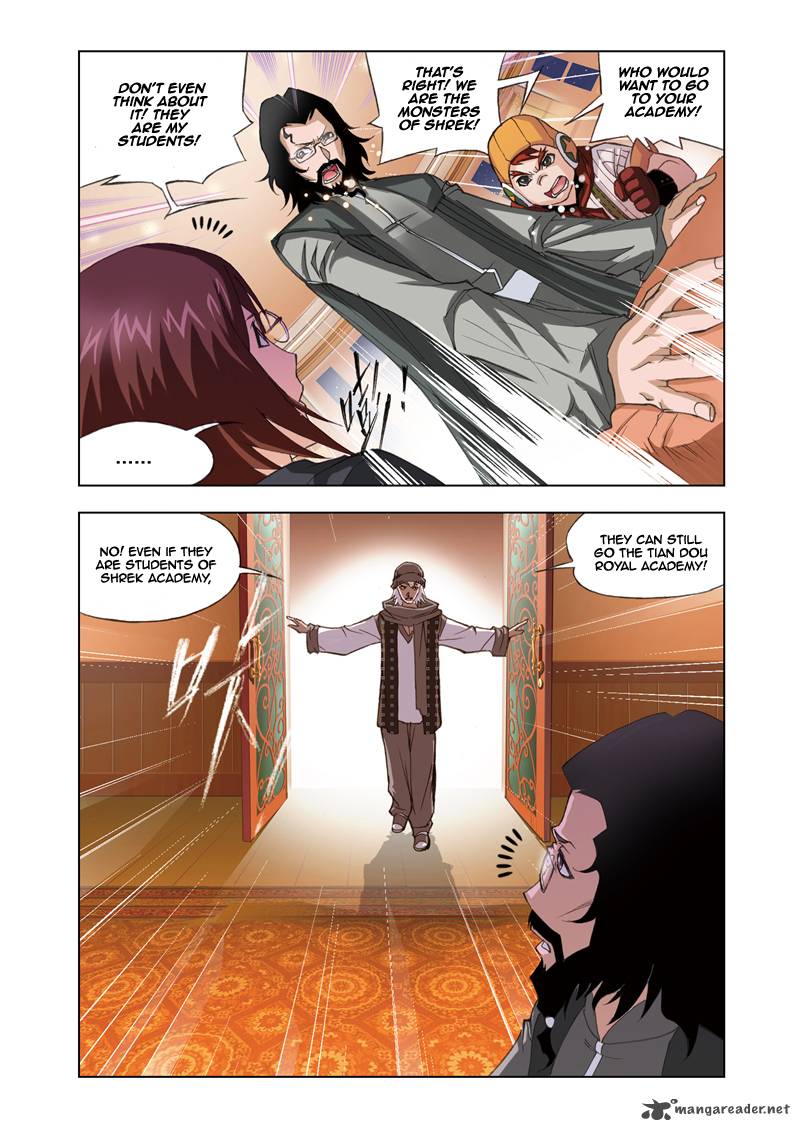 DON'T EVEN
THINK ABOUT
IT! THEY
ARE MY
STUDENTS!
THAT'S
RIGHT! WE
ARE THE
MONSTERS
OF SHREK!
WHO WOULD
WANT TO GO
TO YOUR
ACADEMY!
......
NO! EVEN IF THEY
ARE STUDENTS OF
SHREK ACADEMY,
THEY CAN STILL
GO THE TIAN DOU
ROYAL ACADEMY!
mangareader.net